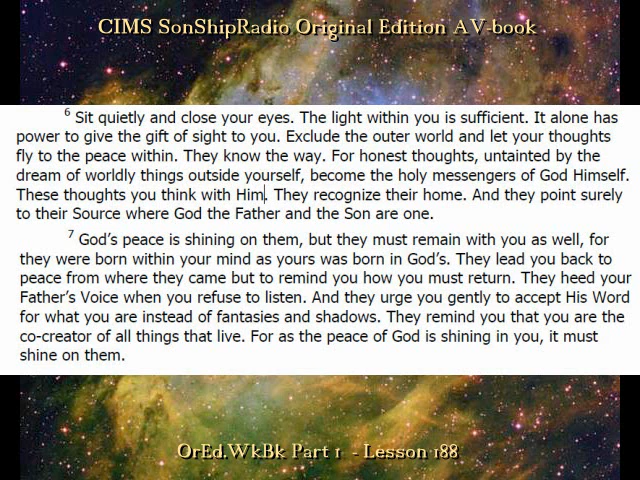 CIMS SonShipRadio Original Edition AV-book
6 Sit quietly and close your eyes. The light within you is sufficient. It alone has
power to give the gift of sight to you. Exclude the outer world and let your thoughts
fly to the peace within. They know the way. For honest thoughts, untainted by the
dream of worldly things outside yourself, become the holy messengers of God Himself.
These thoughts you think with Him. They recognize their home. And they point surely
to their Source where God the Father and the Son are one.
7 God's peace is shining on them, but they must remain with you as well, for
they were born within your mind as yours was born in God's. They lead you back to
peace from where they came but to remind you how you must return. They heed your
Father's Voice when you refuse to listen. And they urge you gently to accept His Word
for what you are instead of fantasies and shadows. They remind you that you are the
co-creator of all things that live. For as the peace of God is shining in you, it must
shine on them.
OrEd.WkBk Part 1 - Lesson 188